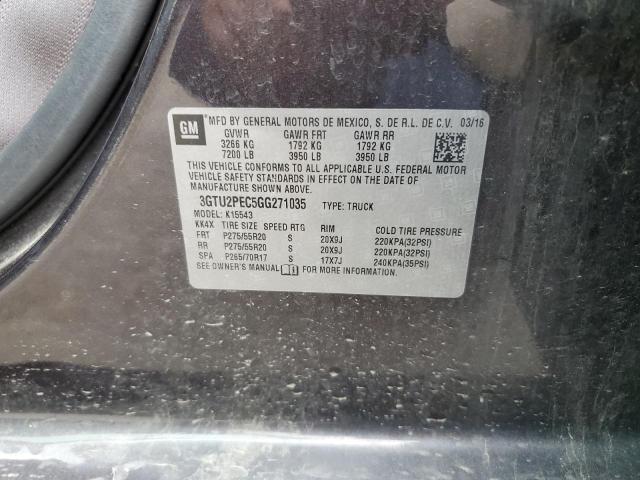 GM MFD BY GENERAL MOTORS DE MEXICO, S. DE R.L. DE C.V. 03/16
GVWR GAWR FRT GAWR RR
3266 KG 1792 KG 1792 KG
7200 LB 3950 LB 3950 LB
THIS VEHICLE CONFORMS TO ALL APPLICABLE U.S. FEDERAL MOTOR
VEHICLE SAFETY STANDARDS IN EFFECT ON THE DATE OF
MANUFACTURE SHOWN ABOVE.
3GTU2PEC5GG271035 TYPE: TRUCK
MODEL: K15543
KK4X TIRE SIZE SPEED RTG RIM COLD TIRE PRESSURE
FRT P275/55R20 S 20X9J 220KPA(32PSI)
RR P275/55R20 S 20X9J 220KPA(32PSI)
SPA P265/70R17 S 17X7J 240KPA(35PSI)
SEE OWNER'S MANUAL FOR MORE INFORMATION.